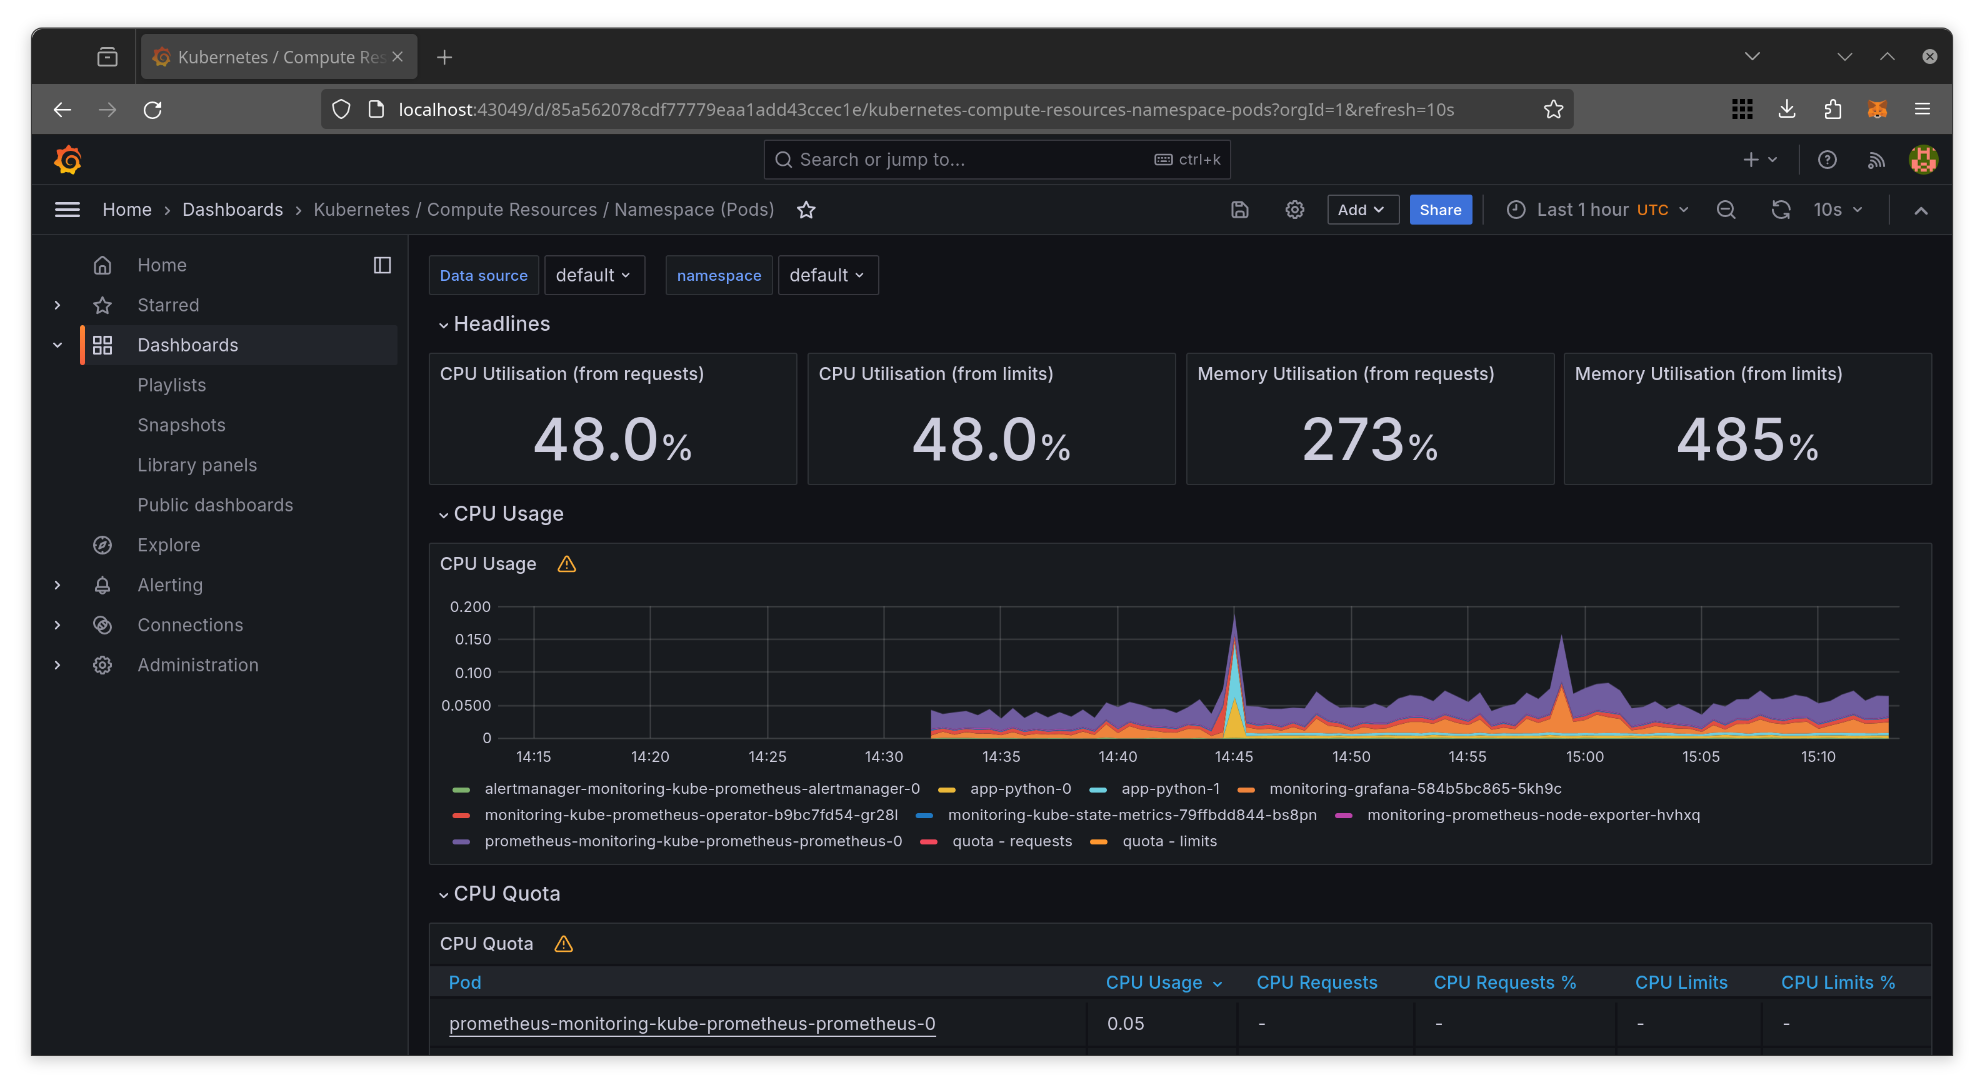 Kubernetes / Compute Res
localhost:43049/d/85a562078cdf77779eaa1add43ccec1e/kubernetes-compute-resources-namespace-pods?orgId=1&refresh=10s
Search or jump to... ctrl+k
Home › Dashboards › Kubernetes / Compute Resources / Namespace (Pods) Add Share Last 1 hour UTC 10s
Home
Starred
Dashboards
Playlists
Snapshots
Library panels
Public dashboards
Explore
Alerting
Connections
Administration
Data source default namespace default
Headlines
CPU Utilisation (from requests) CPU Utilisation (from limits) Memory Utilisation (from requests) Memory Utilisation (from limits)
48.0% 48.0% 273% 485%
CPU Usage
CPU Usage
0.200
0.150
0.100
0.0500
0
14:15 14:20 14:25 14:30 14:35 14:40 14:45 14:50 14:55 15:00 15:05 15:10
alertmanager-monitoring-kube-prometheus-alertmanager-0 app-python-0 app-python-1 monitoring-grafana-584b5bc865-5kh9c
monitoring-kube-prometheus-operator-b9bc7fd54-gr28l monitoring-kube-state-metrics-79ffbdd844-bs8pn monitoring-prometheus-node-exporter-hvhxq
prometheus-monitoring-kube-prometheus-prometheus-0 quota - requests quota - limits
CPU Quota
CPU Quota
Pod CPU Usage CPU Requests CPU Requests % CPU Limits CPU Limits %
prometheus-monitoring-kube-prometheus-prometheus-0 0.05 - - - -